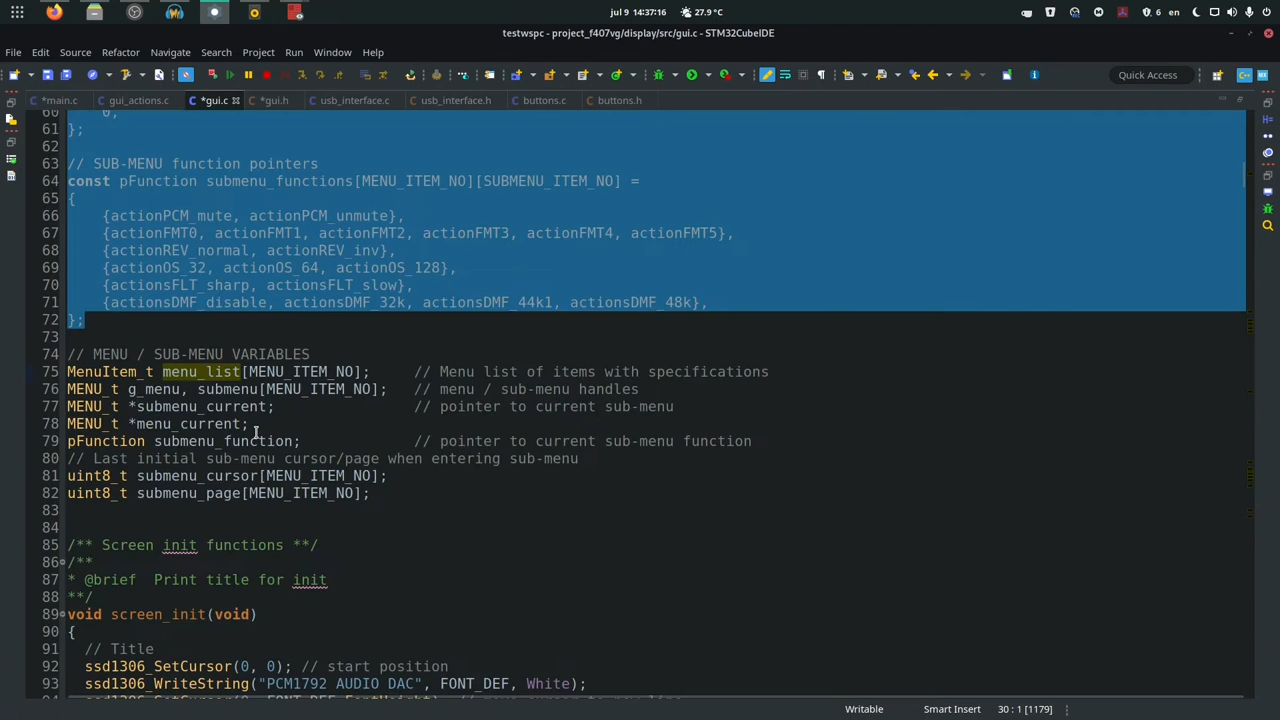 jul 9 14:37:16 27.9 °C 6 en
testwspc - project_f407vg/display/src/gui.c - STM32CubeIDE
File Edit Source Refactor Navigate Search Project Run Window Help
Quick Access
*main.c gui_actions.c *gui.c *gui.h usb_interface.c usb_interface.h buttons.c buttons.h
60 0,
61 };
62
63 // SUB-MENU function pointers
64 const pFunction submenu_functions[MENU_ITEM_NO][SUBMENU_ITEM_NO] =
65 {
66 {actionPCM_mute, actionPCM_unmute},
67 {actionFMT0, actionFMT1, actionFMT2, actionFMT3, actionFMT4, actionFMT5},
68 {actionREV_normal, actionREV_inv},
69 {actionOS_32, actionOS_64, actionOS_128},
70 {actionsFLT_sharp, actionsFLT_slow},
71 {actionsDMF_disable, actionsDMF_32k, actionsDMF_44k1, actionsDMF_48k},
72 };
73
74 // MENU / SUB-MENU VARIABLES
75 MenuItem_t menu_list[MENU_ITEM_NO]; // Menu list of items with specifications
76 MENU_t g_menu, submenu[MENU_ITEM_NO]; // menu / sub-menu handles
77 MENU_t *submenu_current; // pointer to current sub-menu
78 MENU_t *menu_current;
79 pFunction submenu_function; // pointer to current sub-menu function
80 // Last initial sub-menu cursor/page when entering sub-menu
81 uint8_t submenu_cursor[MENU_ITEM_NO];
82 uint8_t submenu_page[MENU_ITEM_NO];
83
84
85 /** Screen init functions **/
86 /**
87 * @brief Print title for init
88 **/
89 void screen_init(void)
90 {
91 // Title
92 ssd1306_SetCursor(0, 0); // start position
93 ssd1306_WriteString("PCM1792 AUDIO DAC", FONT_DEF, White);
Writable Smart Insert 30 : 1 [1179]